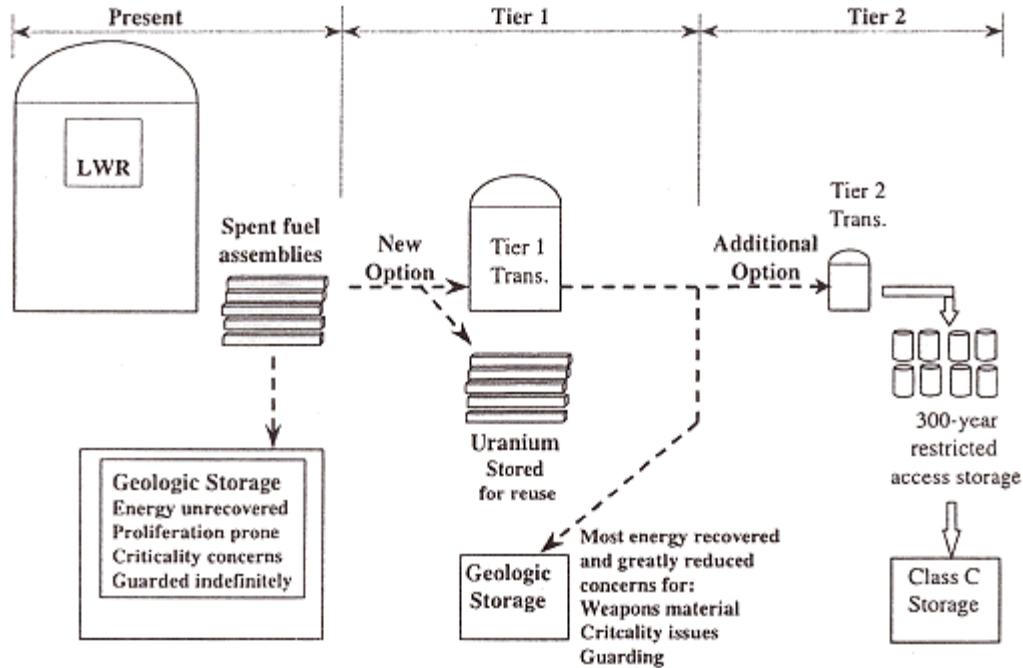 Present
Tier 1
Tier 2
LWR
Spent fuel
assemblies
New
Option
Tier 1
Trans.
Additional
Option
Tier 2
Trans.
Uranium
Stored
for reuse
300-year
restricted
access storage
Geologic Storage
Energy unrecovered
Proliferation prone
Criticality concerns
Guarded indefinitely
Geologic
Storage
Most energy recovered
and greatly reduced
concerns for:
Weapons material
Critcality issues
Guarding
Class C
Storage